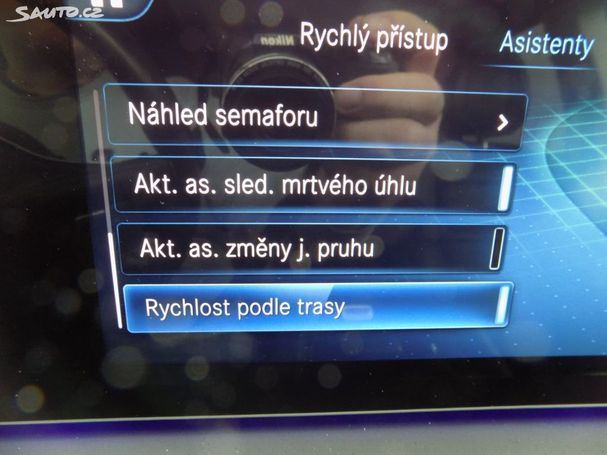 SAUTO.CZ
Nikon
Rychlý přístup
Asistenty
Náhled semaforu
Akt. as. sled. mrtvého úhlu
Akt. as. změny j. pruhu
Rychlost podle trasy